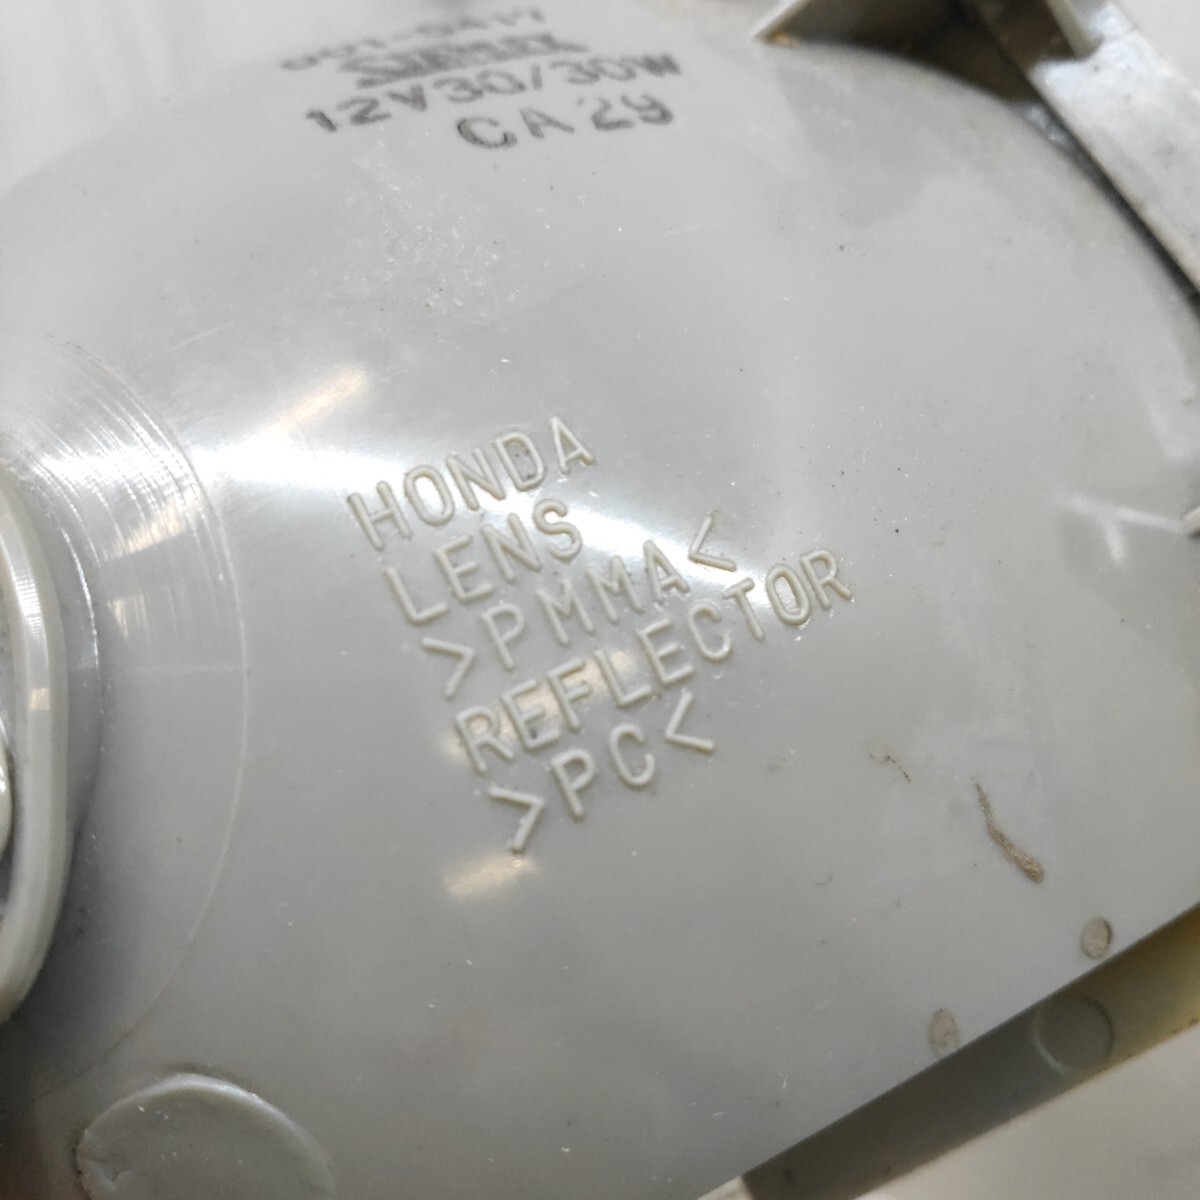 12V30/30W
CA29
HONDA
LENS
>PMMA<
REFLECTOR
>PC<